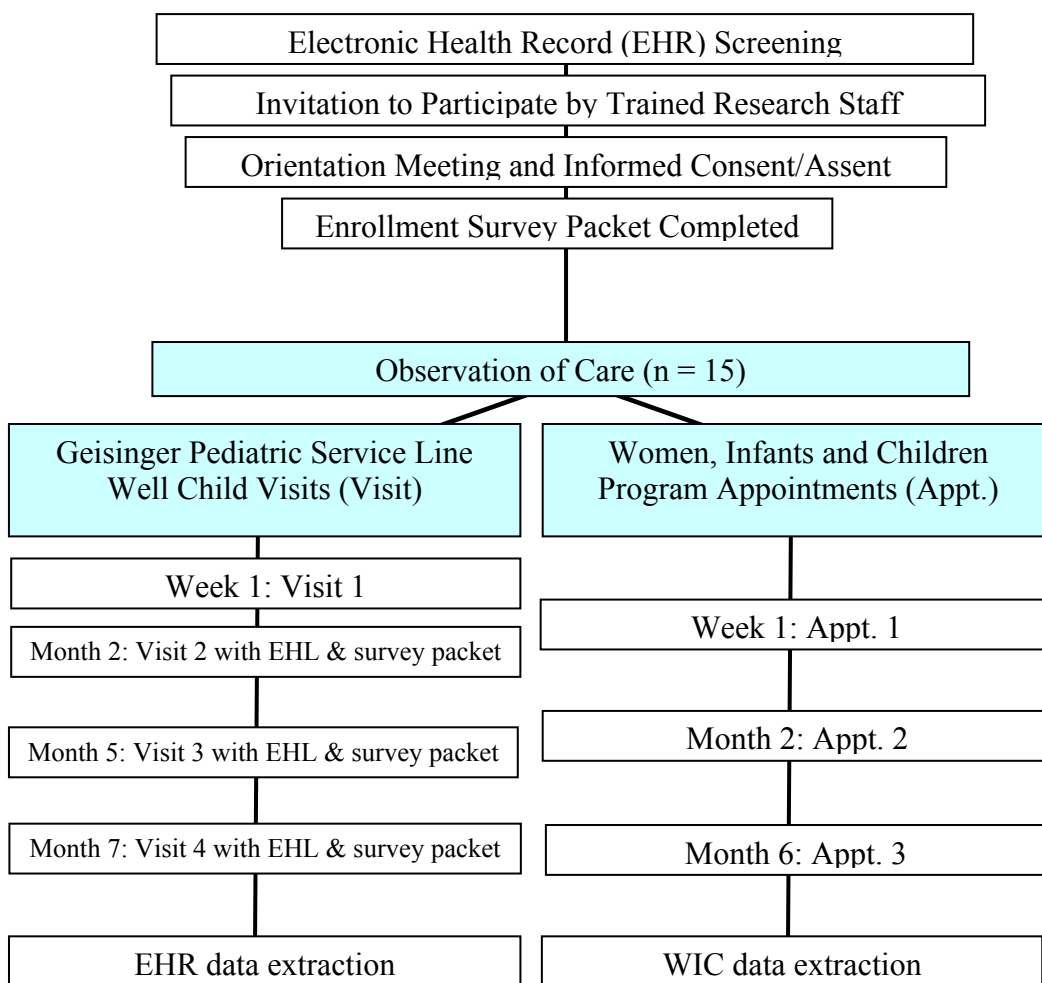 Electronic Health Record (EHR) Screening
Invitation to Participate by Trained Research Staff
Orientation Meeting and Informed Consent/Assent
Enrollment Survey Packet Completed
Observation of Care (n = 15)
Geisinger Pediatric Service Line
Well Child Visits (Visit)
Women, Infants and Children
Program Appointments (Appt.)
Week 1: Visit 1
Month 2: Visit 2 with EHL & survey packet
Month 5: Visit 3 with EHL & survey packet
Month 7: Visit 4 with EHL & survey packet
EHR data extraction
Week 1: Appt. 1
Month 2: Appt. 2
Month 6: Appt. 3
WIC data extraction